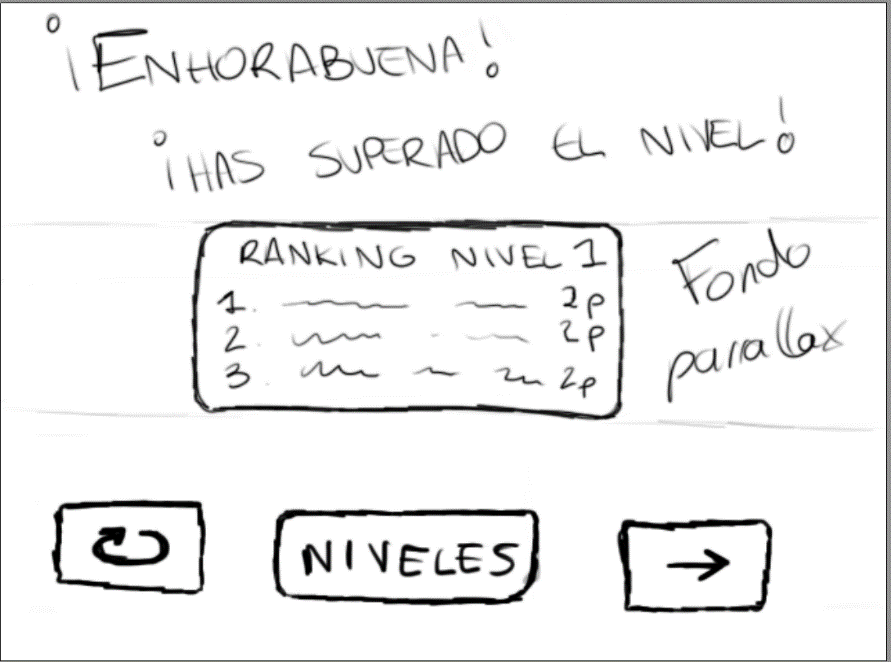 ¡ENHORABUENA!
¡HAS SUPERADO EL NIVEL!
RANKING NIVEL 1
1. 2p
2. 2p
3. 2p
Fondo
parallax
NIVELES